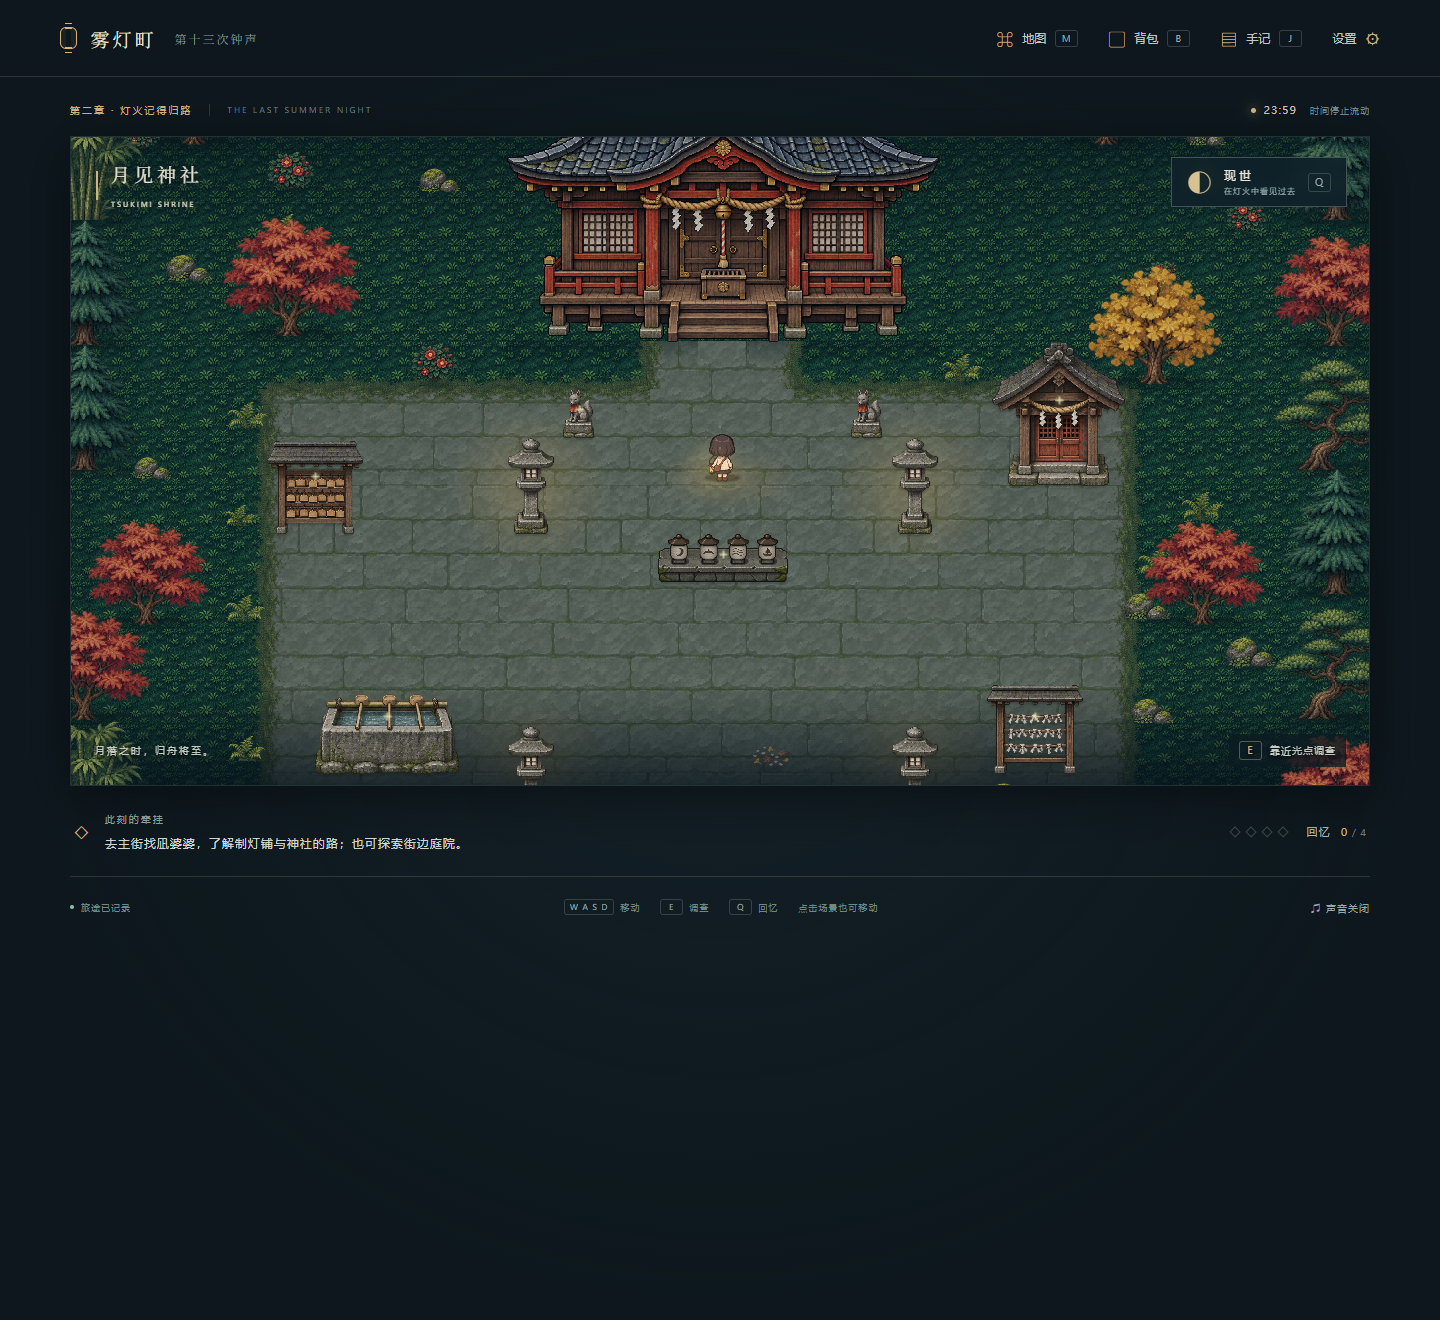 雾灯町 第十三次钟声
地图 M 背包 B 手记 J 设置
第二章 · 灯火记得归路 THE LAST SUMMER NIGHT
23:59 时间停止流动
月见神社
TSUKIMI SHRINE
现世
在灯火中看见过去
Q
月落之时，归舟将至。
E 靠近光点调查
此刻的牵挂
去主街找凪婆婆，了解制灯铺与神社的路；也可探索街边庭院。
回忆 0 / 4
旅途已记录
WASD 移动 E 调查 Q 回忆 点击场景也可移动
声音关闭